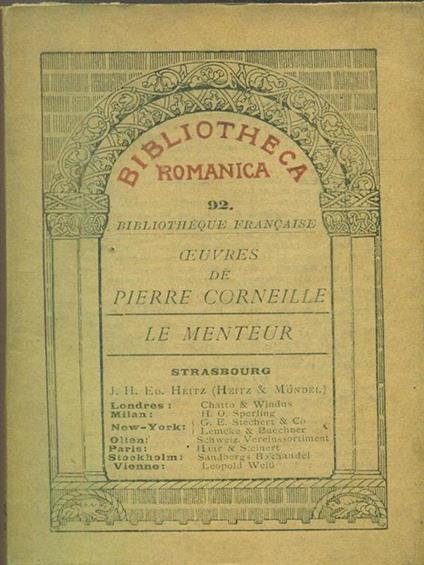 BIBLIOTHECA
ROMANICA
92.
BIBLIOTHÉQUE FRANÇAISE
ŒUVRES
DE
PIERRE CORNEILLE
LE MENTEUR
STRASBOURG
J. H. ED. HEITZ (HEITZ & MÜNDEL)
Londres: Chatto & Windus
Milan: H. O. Sperling
New-York: { G. E. Stechert & Co
Lemcke & Buechner
Olten: Schweiz. Vereinssortiment
Paris: Haar & Steinert
Stockholm: Sandbergs Bokhandel
Vienne: Leopold Weiß